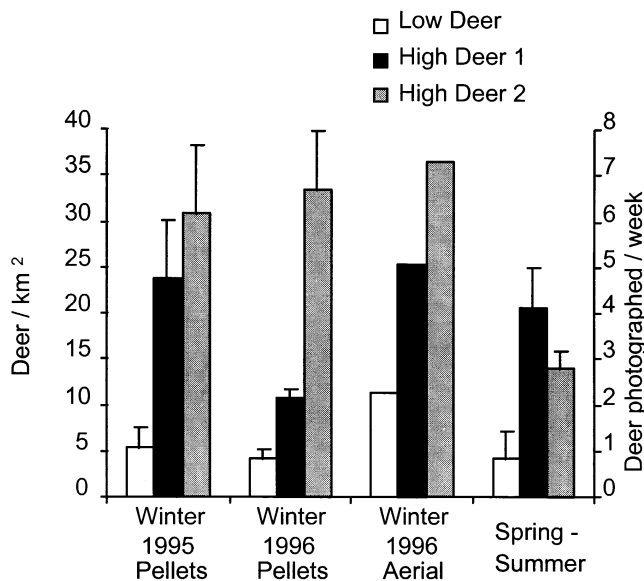 Low Deer
High Deer 1
High Deer 2
40
35
30
25
20
15
10
5
0
Deer / km 2
8
7
6
5
4
3
2
1
0
Deer photographed / week
Winter
1995
Pellets
Winter
1996
Pellets
Winter
1996
Aerial
Spring -
Summer